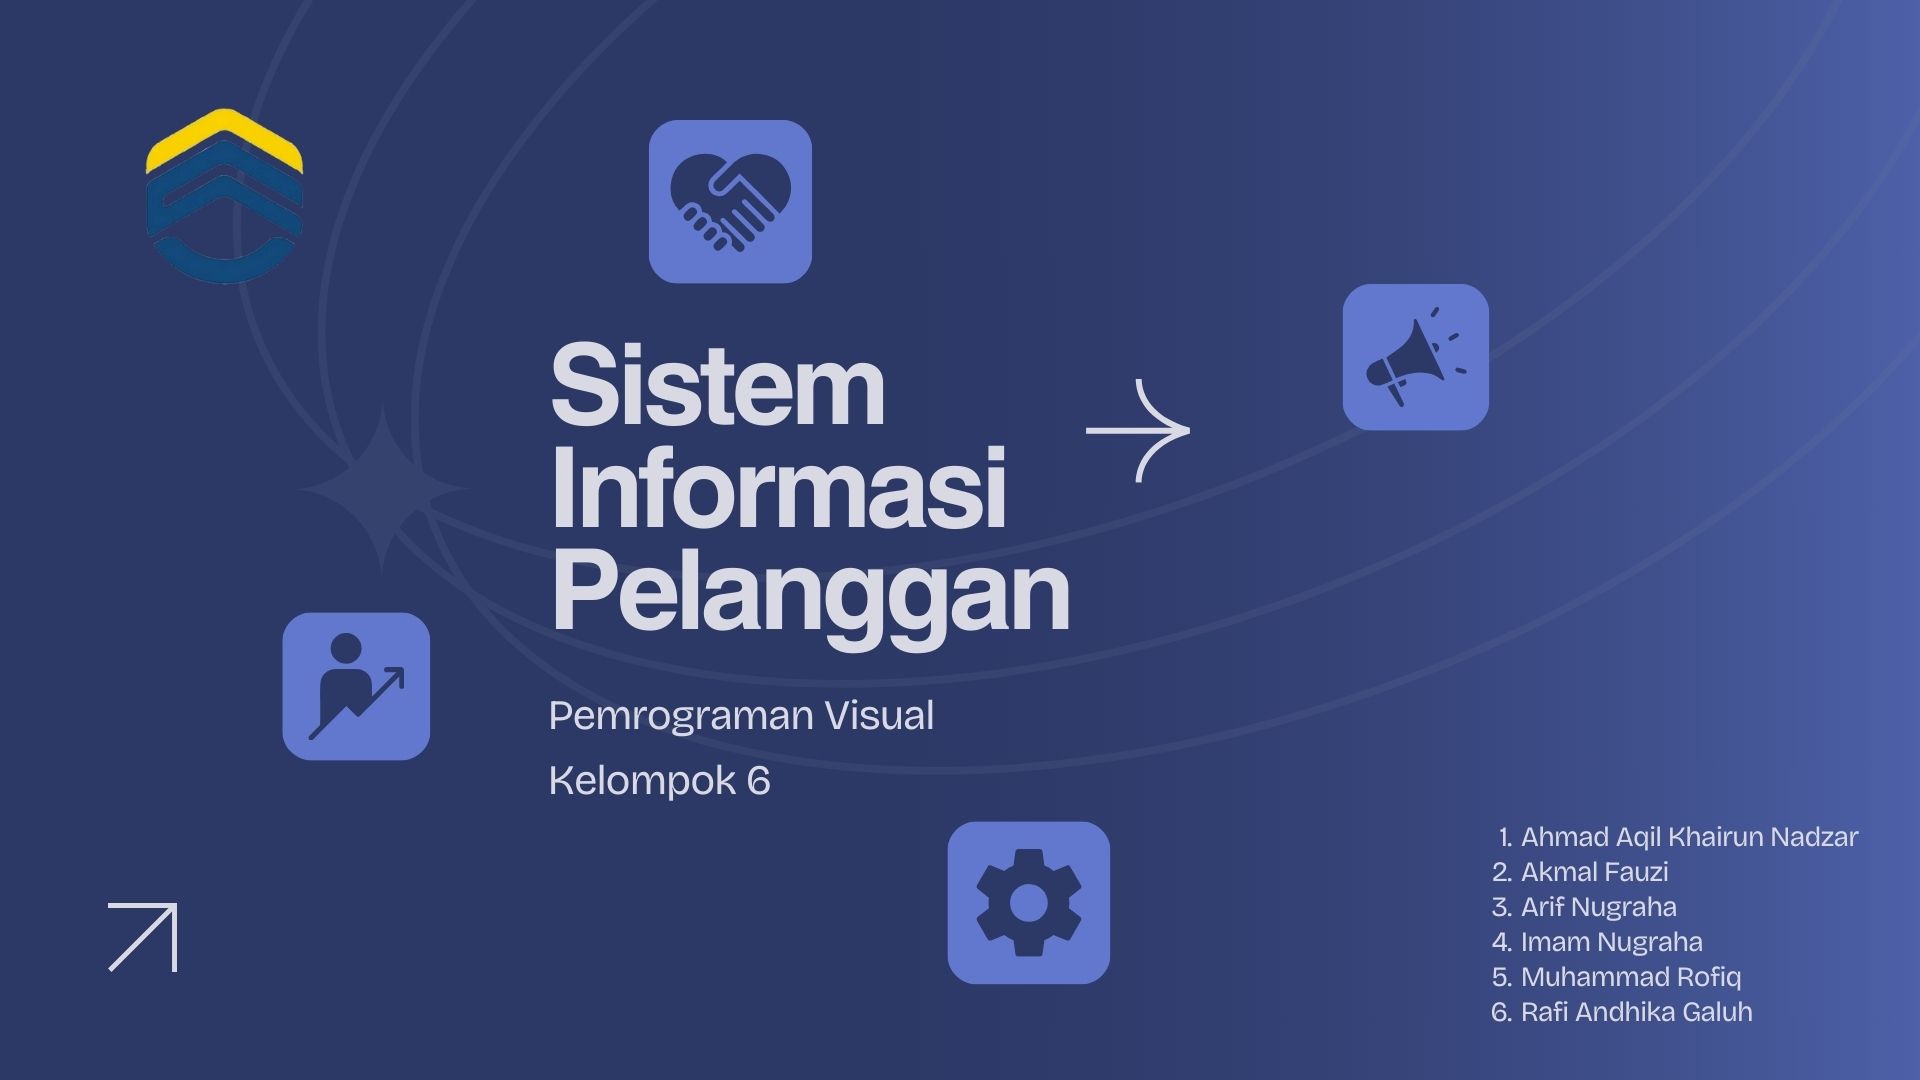 Sistem
Informasi
Pelanggan
Pemrograman Visual
Kelompok 6
1. Ahmad Aqil Khairun Nadzar
2. Akmal Fauzi
3. Arif Nugraha
4. Imam Nugraha
5. Muhammad Rofiq
6. Rafi Andhika Galuh